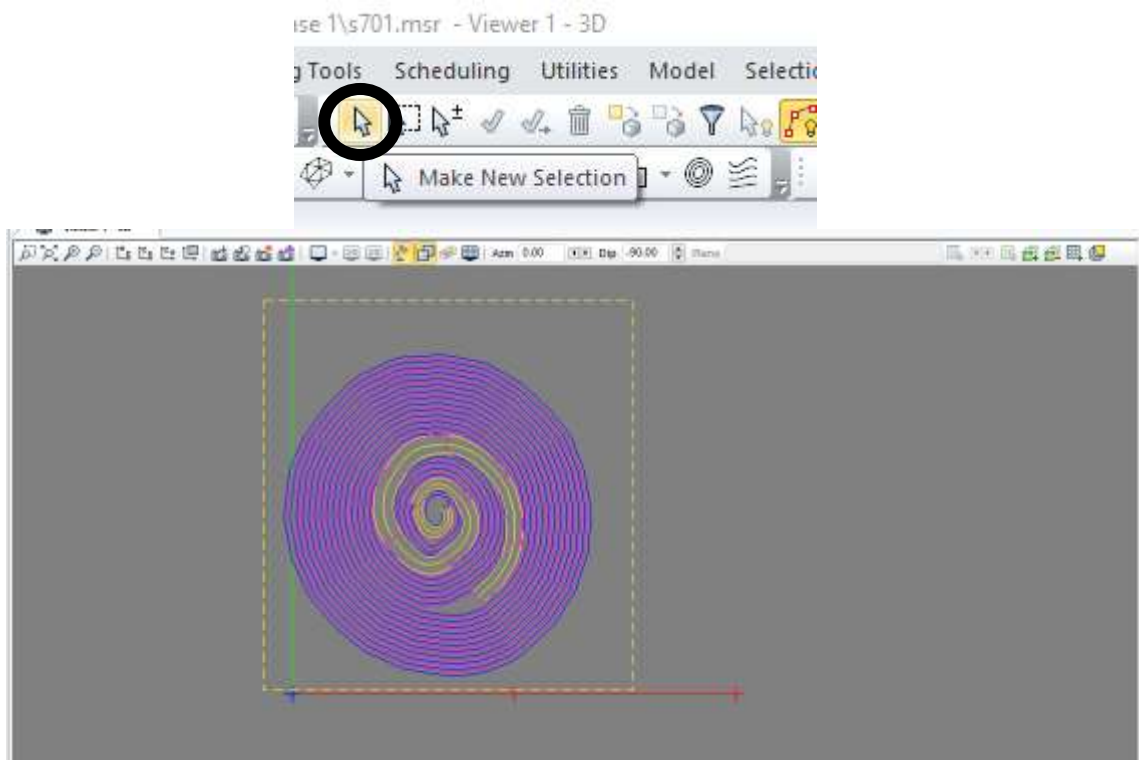 ase 1\s701.msr - Viewer 1 - 3D
g Tools Scheduling Utilities Model Selectio
Make New Selection
Azm 0.00 Dip -90.00